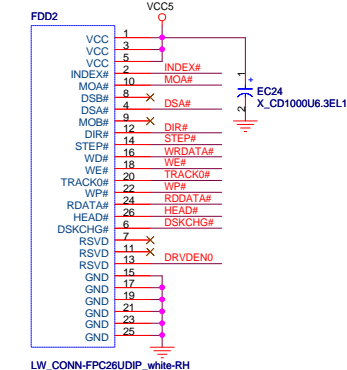 VCC5
FDD2
VCC 1
VCC 3
VCC 5
INDEX# 2 INDEX#
MOA# 10 MOA#
DSB# 8
DSA# 4 DSA#
MOB# 9
DIR# 12 DIR#
STEP# 14 STEP#
WD# 16 WRDATA#
WE# 18 WE#
TRACK0# 20 TRACK0#
WP# 22 WP#
RDATA# 24 RDDATA#
HEAD# 26 HEAD#
DSKCHG# 6 DSKCHG#
RSVD 7
RSVD 11
RSVD 13 DRVDEN0
GND 15
GND 17
GND 19
GND 21
GND 23
GND 25
1
+
EC24
2
X_CD1000U6.3EL1
LW_CONN-FPC26UDIP_white-RH